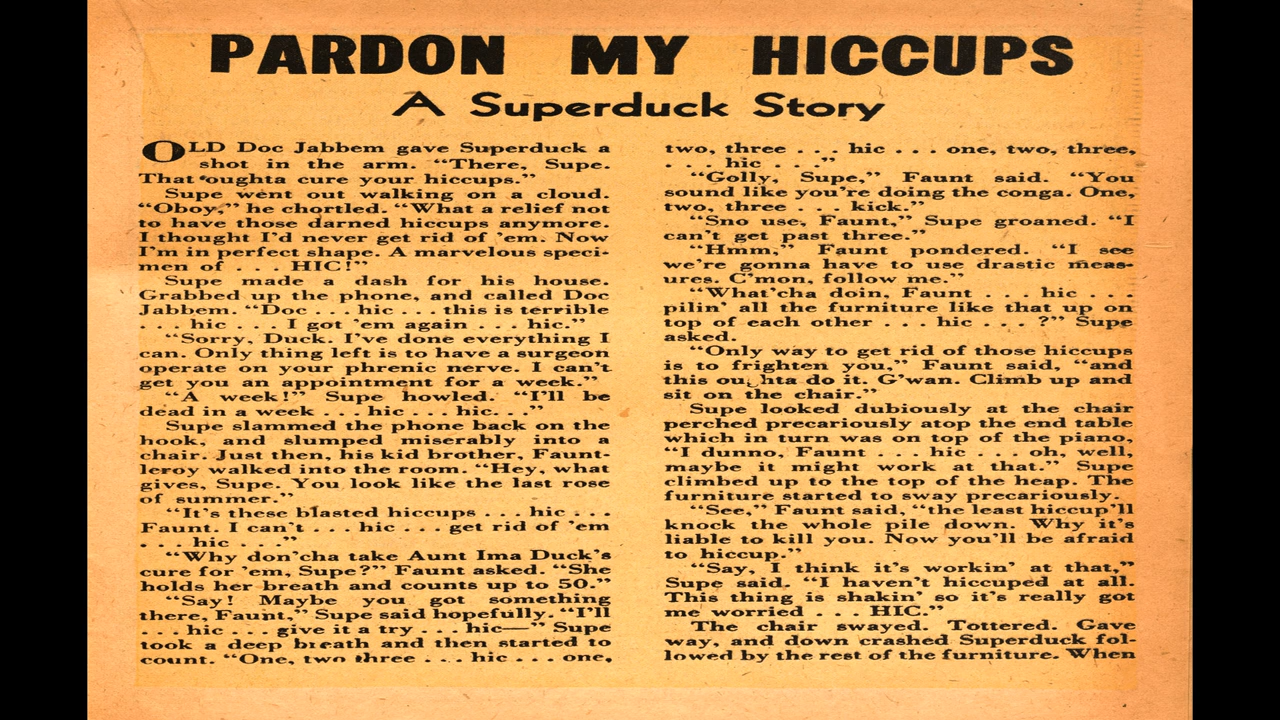 PARDON MY HICCUPS
A Superduck Story
OLD Doc Jabbem gave Superduck a
shot in the arm. “There, Supe.
That oughta cure your hiccups.”
Supe went out walking on a cloud.
“Oboy,” he chortled. “What a relief not
to have those darned hiccups anymore.
I thought I’d never get rid of ’em. Now
I’m in perfect shape. A marvelous speci-
men of . . . HIC!”
Supe made a dash for his house.
Grabbed up the phone, and called Doc
Jabbem. “Doc . . . hic . . . this is terrible
. . . hic . . . I got ’em again . . . hic.”
“Sorry, Duck. I’ve done everything I
can. Only thing left is to have a surgeon
operate on your phrenic nerve. I can’t
get you an appointment for a week.”
“A week!” Supe howled. “I’ll be
dead in a week . . . hic . . . hic. . .”
Supe slammed the phone back on the
hook, and slumped miserably into a
chair. Just then, his kid brother, Faunt-
leroy walked into the room. “Hey, what
gives, Supe. You look like the last rose
of summer.”
“It’s these blasted hiccups . . . hic . . .
Faunt. I can’t . . . hic . . . get rid of ’em
. . . hic . . .”
“Why don’cha take Aunt Ima Duck’s
cure for ’em, Supe?” Faunt asked. “She
holds her breath and counts up to 50.”
“Say! Maybe you got something
there, Faunt,” Supe said hopefully. “I’ll
. . . hic . . . give it a try . . . hic—” Supe
took a deep breath and then started to
count. “One, two three . . . hic . . . one,
two, three . . . hic . . . one, two, three,
. . . hic . . .”
“Golly, Supe,” Faunt said. “You
sound like you’re doing the conga. One,
two, three . . . kick.”
“Sno use, Faunt,” Supe groaned. “I
can’t get past three.”
“Hmm,” Faunt pondered. “I see
we’re gonna have to use drastic meas-
ures. C’mon, follow me.”
“What’cha doin, Faunt . . . hic . . .
pilin’ all the furniture like that up on
top of each other . . . hic . . . ?” Supe
asked.
“Only way to get rid of those hiccups
is to frighten you,” Faunt said, “and
this oughta do it. G’wan. Climb up and
sit on the chair.”
Supe looked dubiously at the chair
perched precariously atop the end table
which in turn was on top of the piano,
“I dunno, Faunt . . . hic . . . oh, well,
maybe it might work at that.” Supe
climbed up to the top of the heap. The
furniture started to sway precariously.
“See,” Faunt said, “the least hiccup’ll
knock the whole pile down. Why it’s
liable to kill you. Now you’ll be afraid
to hiccup.”
“Say, I think it’s workin’ at that,”
Supe said. “I haven’t hiccuped at all.
This thing is shakin’ so it’s really got
me worried . . . HIC.”
The chair swayed. Tottered. Gave
way, and down crashed Superduck fol-
lowed by the rest of the furniture. When